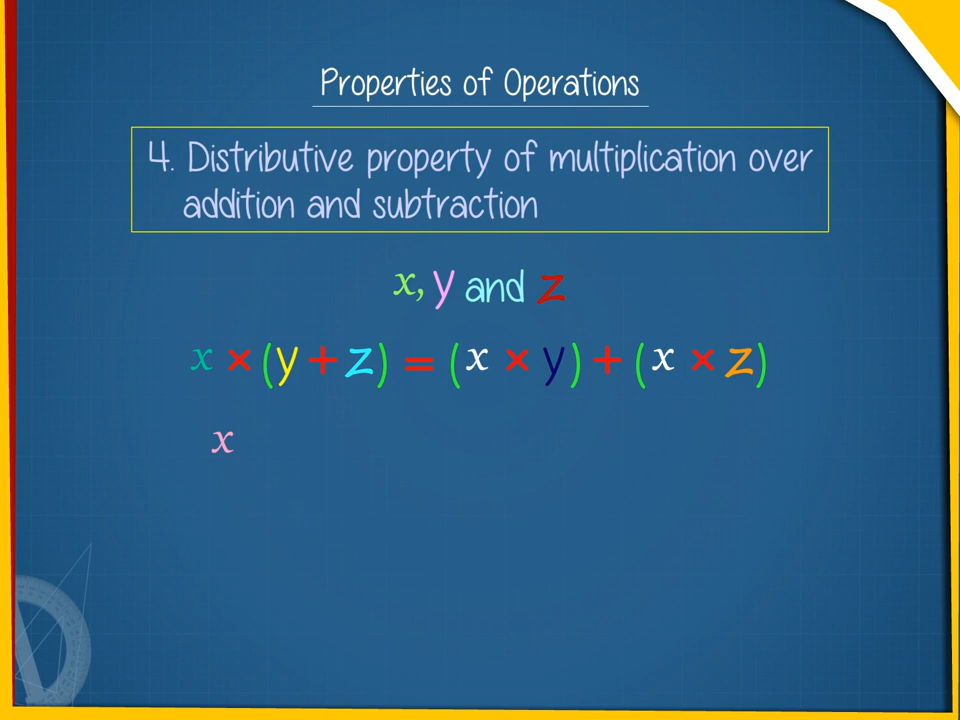 Properties of Operations
4. Distributive property of multiplication over
addition and subtraction
x, y and z
x × (y + z) = (x × y) + (x × z)
x